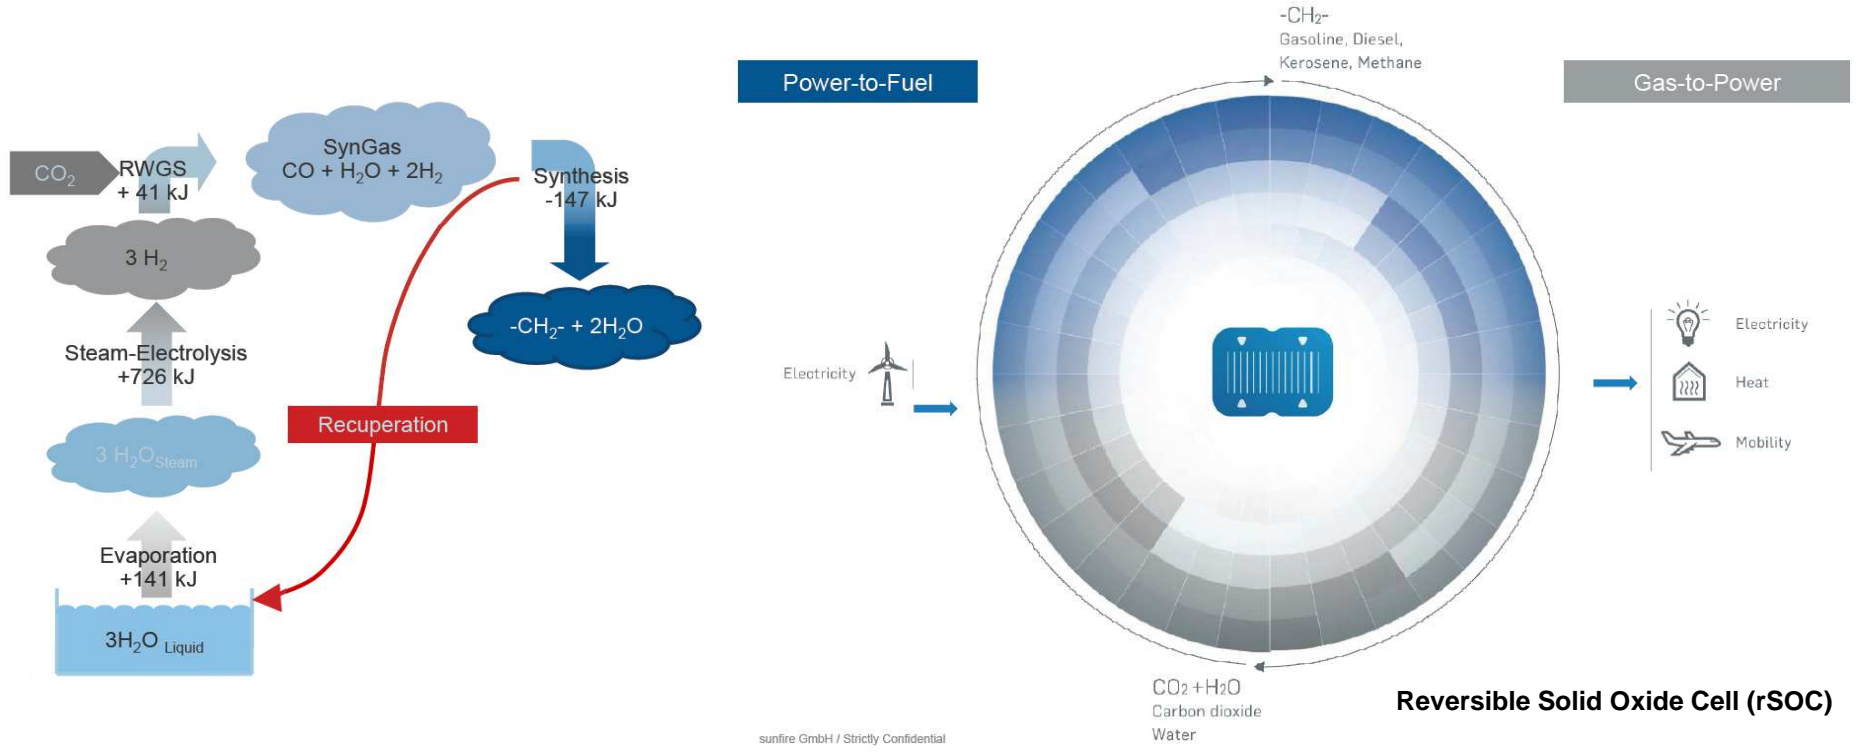 CO₂
RWGS
+ 41 kJ
SynGas
CO + H₂O + 2H₂
Synthesis
-147 kJ
3 H₂
-CH₂- + 2H₂O
Steam-Electrolysis
+726 kJ
Recuperation
3 H₂O Steam
Evaporation
+141 kJ
3H₂O Liquid
Power-to-Fuel
-CH₂-
Gasoline, Diesel,
Kerosene, Methane
Gas-to-Power
Electricity
Electricity
Heat
Mobility
CO₂ +H₂O
Carbon dioxide
Water
Reversible Solid Oxide Cell (rSOC)
sunfire GmbH / Strictly Confidential